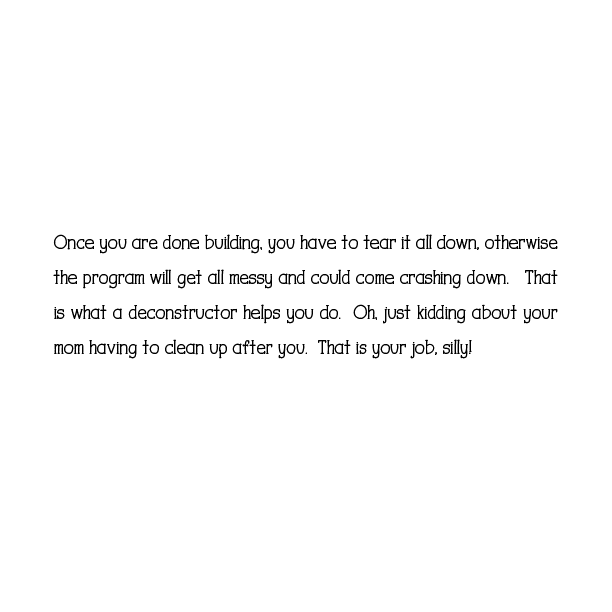 Once you are done building, you have to tear it all down, otherwise
the program will get all messy and could come crashing down.   That
is what a deconstructor helps you do.  Oh, just kidding about your
mom having to clean up after you.  That is your job, silly!